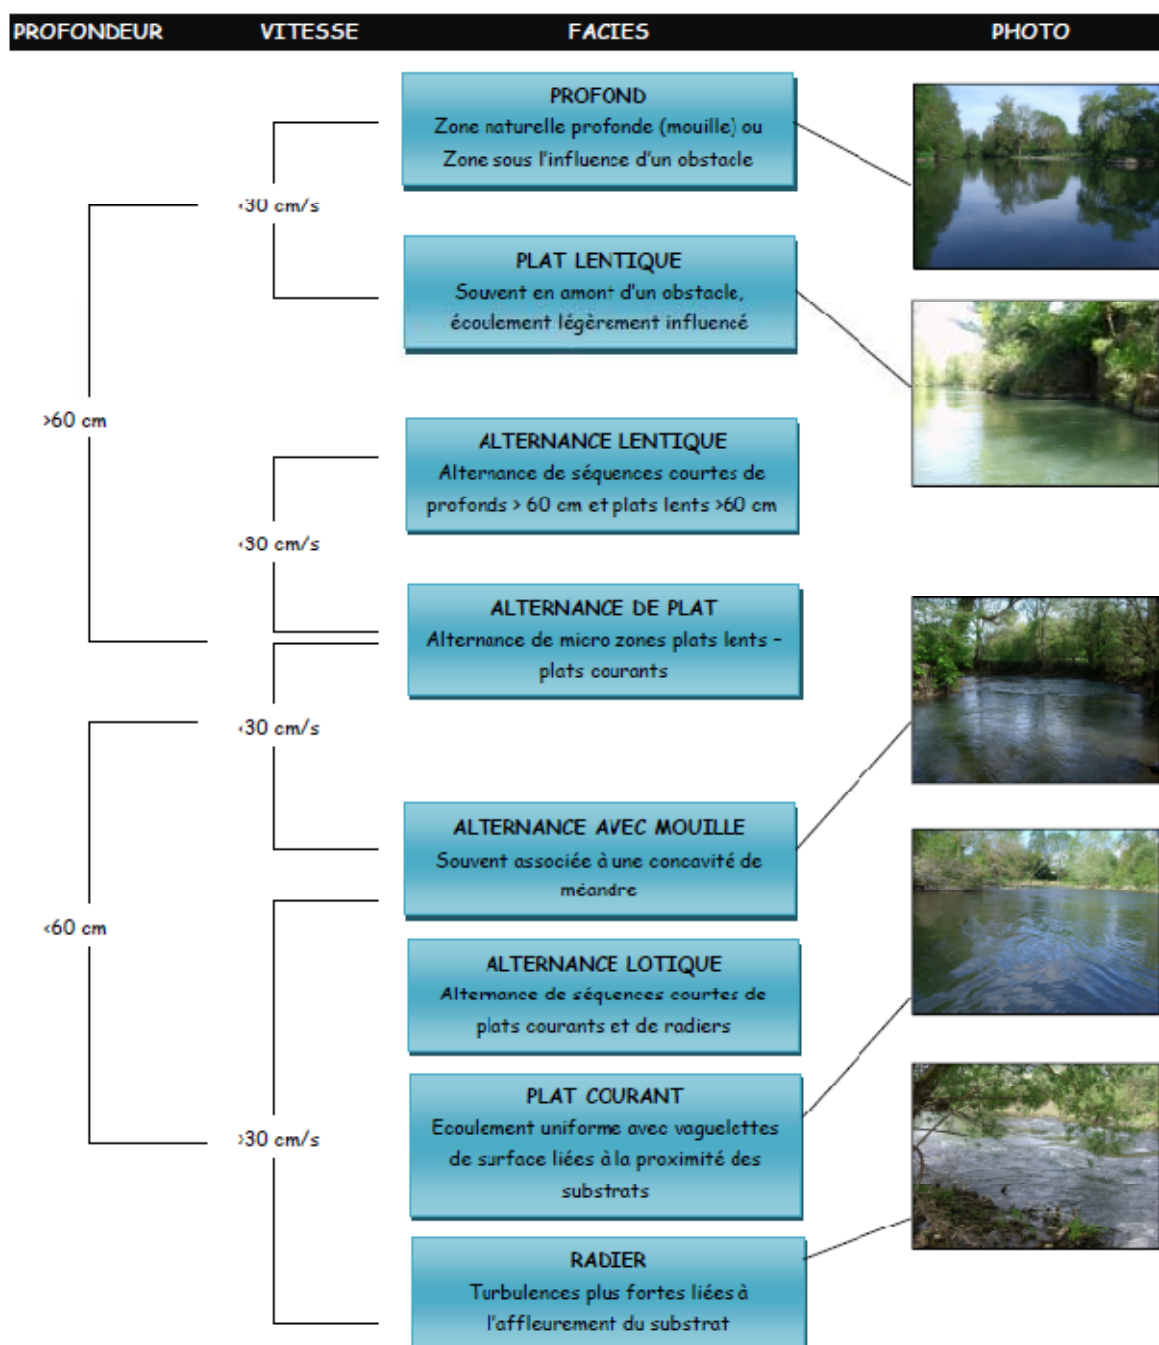 PROFONDEUR VITESSE FACIES PHOTO
PROFOND
Zone naturelle profonde (mouille) ou
Zone sous l'influence d'un obstacle
<30 cm/s
PLAT LENTIQUE
Souvent en amont d'un obstacle,
écoulement légèrement influencé
>60 cm
ALTERNANCE LENTIQUE
Alternance de séquences courtes de
profonds > 60 cm et plats lents >60 cm
<30 cm/s
ALTERNANCE DE PLAT
Alternance de micro zones plats lents –
plats courants
<30 cm/s
ALTERNANCE AVEC MOUILLE
Souvent associée à une concavité de
méandre
<60 cm
ALTERNANCE LOTIQUE
Alternance de séquences courtes de
plats courants et de radiers
PLAT COURANT
Ecoulement uniforme avec vaguelettes
de surface liées à la proximité des
substrats
>30 cm/s
RADIER
Turbulences plus fortes liées à
l'affleurement du substrat